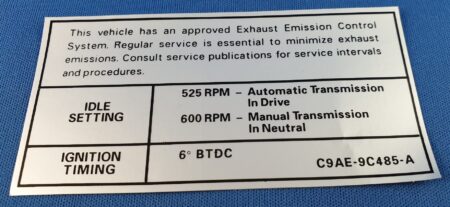 This vehicle has an approved Exhaust Emission Control
System. Regular service is essential to minimize exhaust
emissions. Consult service publications for service intervals
and procedures.
IDLE
SETTING
525 RPM – Automatic Transmission
In Drive
600 RPM – Manual Transmission
In Neutral
IGNITION
TIMING
6° BTDC
C9AE-9C485-A